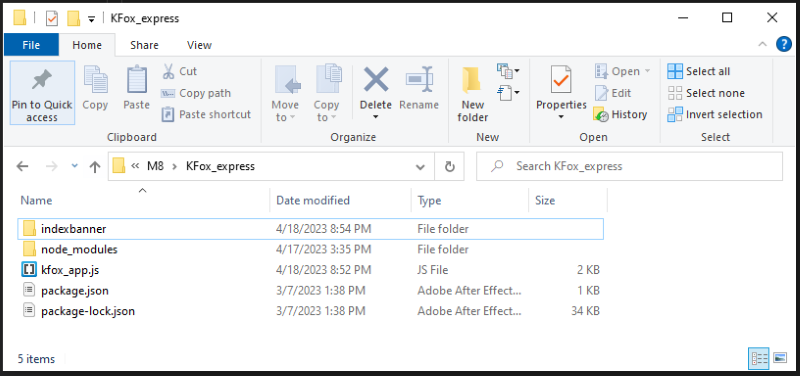 KFox_express
File Home Share View
Pin to Quick access
Copy
Paste
Cut
Copy path
Paste shortcut
Clipboard
Move to
Copy to
Delete
Rename
Organize
New folder
New
Properties
Open
Edit
History
Open
Select all
Select none
Invert selection
Select
« M8 › KFox_express
Search KFox_express
Name Date modified Type Size
indexbanner 4/18/2023 8:54 PM File folder
node_modules 4/17/2023 3:35 PM File folder
kfox_app.js 4/18/2023 8:52 PM JS File 2 KB
package.json 3/7/2023 1:38 PM Adobe After Effect... 1 KB
package-lock.json 3/7/2023 1:38 PM Adobe After Effect... 34 KB
5 items